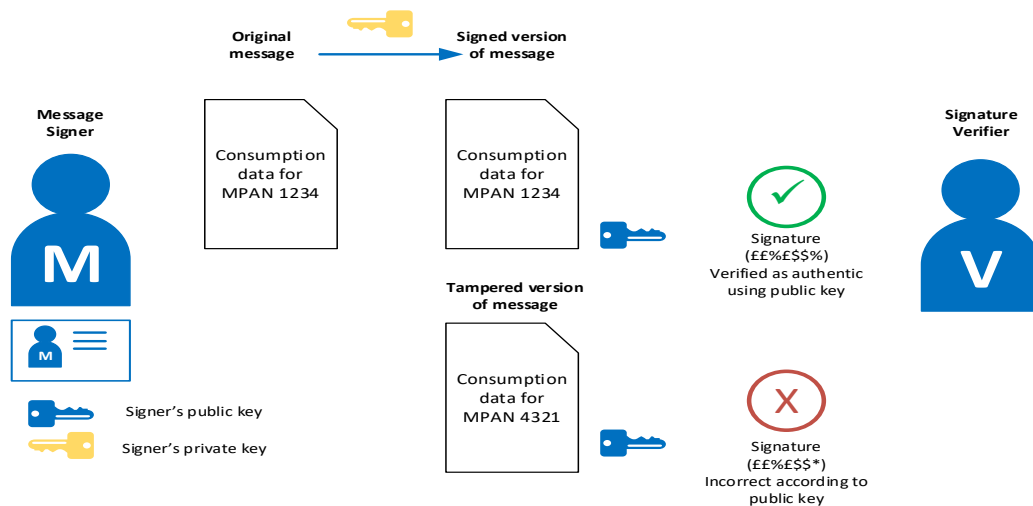 Original
message
Signed version
of message
Message
Signer
Signature
Verifier
Consumption
data for
MPAN 1234
Consumption
data for
MPAN 1234
M
V
Signature
(££%£$$%)
Verified as authentic
using public key
Tampered version
of message
M
Consumption
data for
MPAN 4321
X
Signer’s public key
Signer’s private key
Signature
(££%£$$*)
Incorrect according to
public key